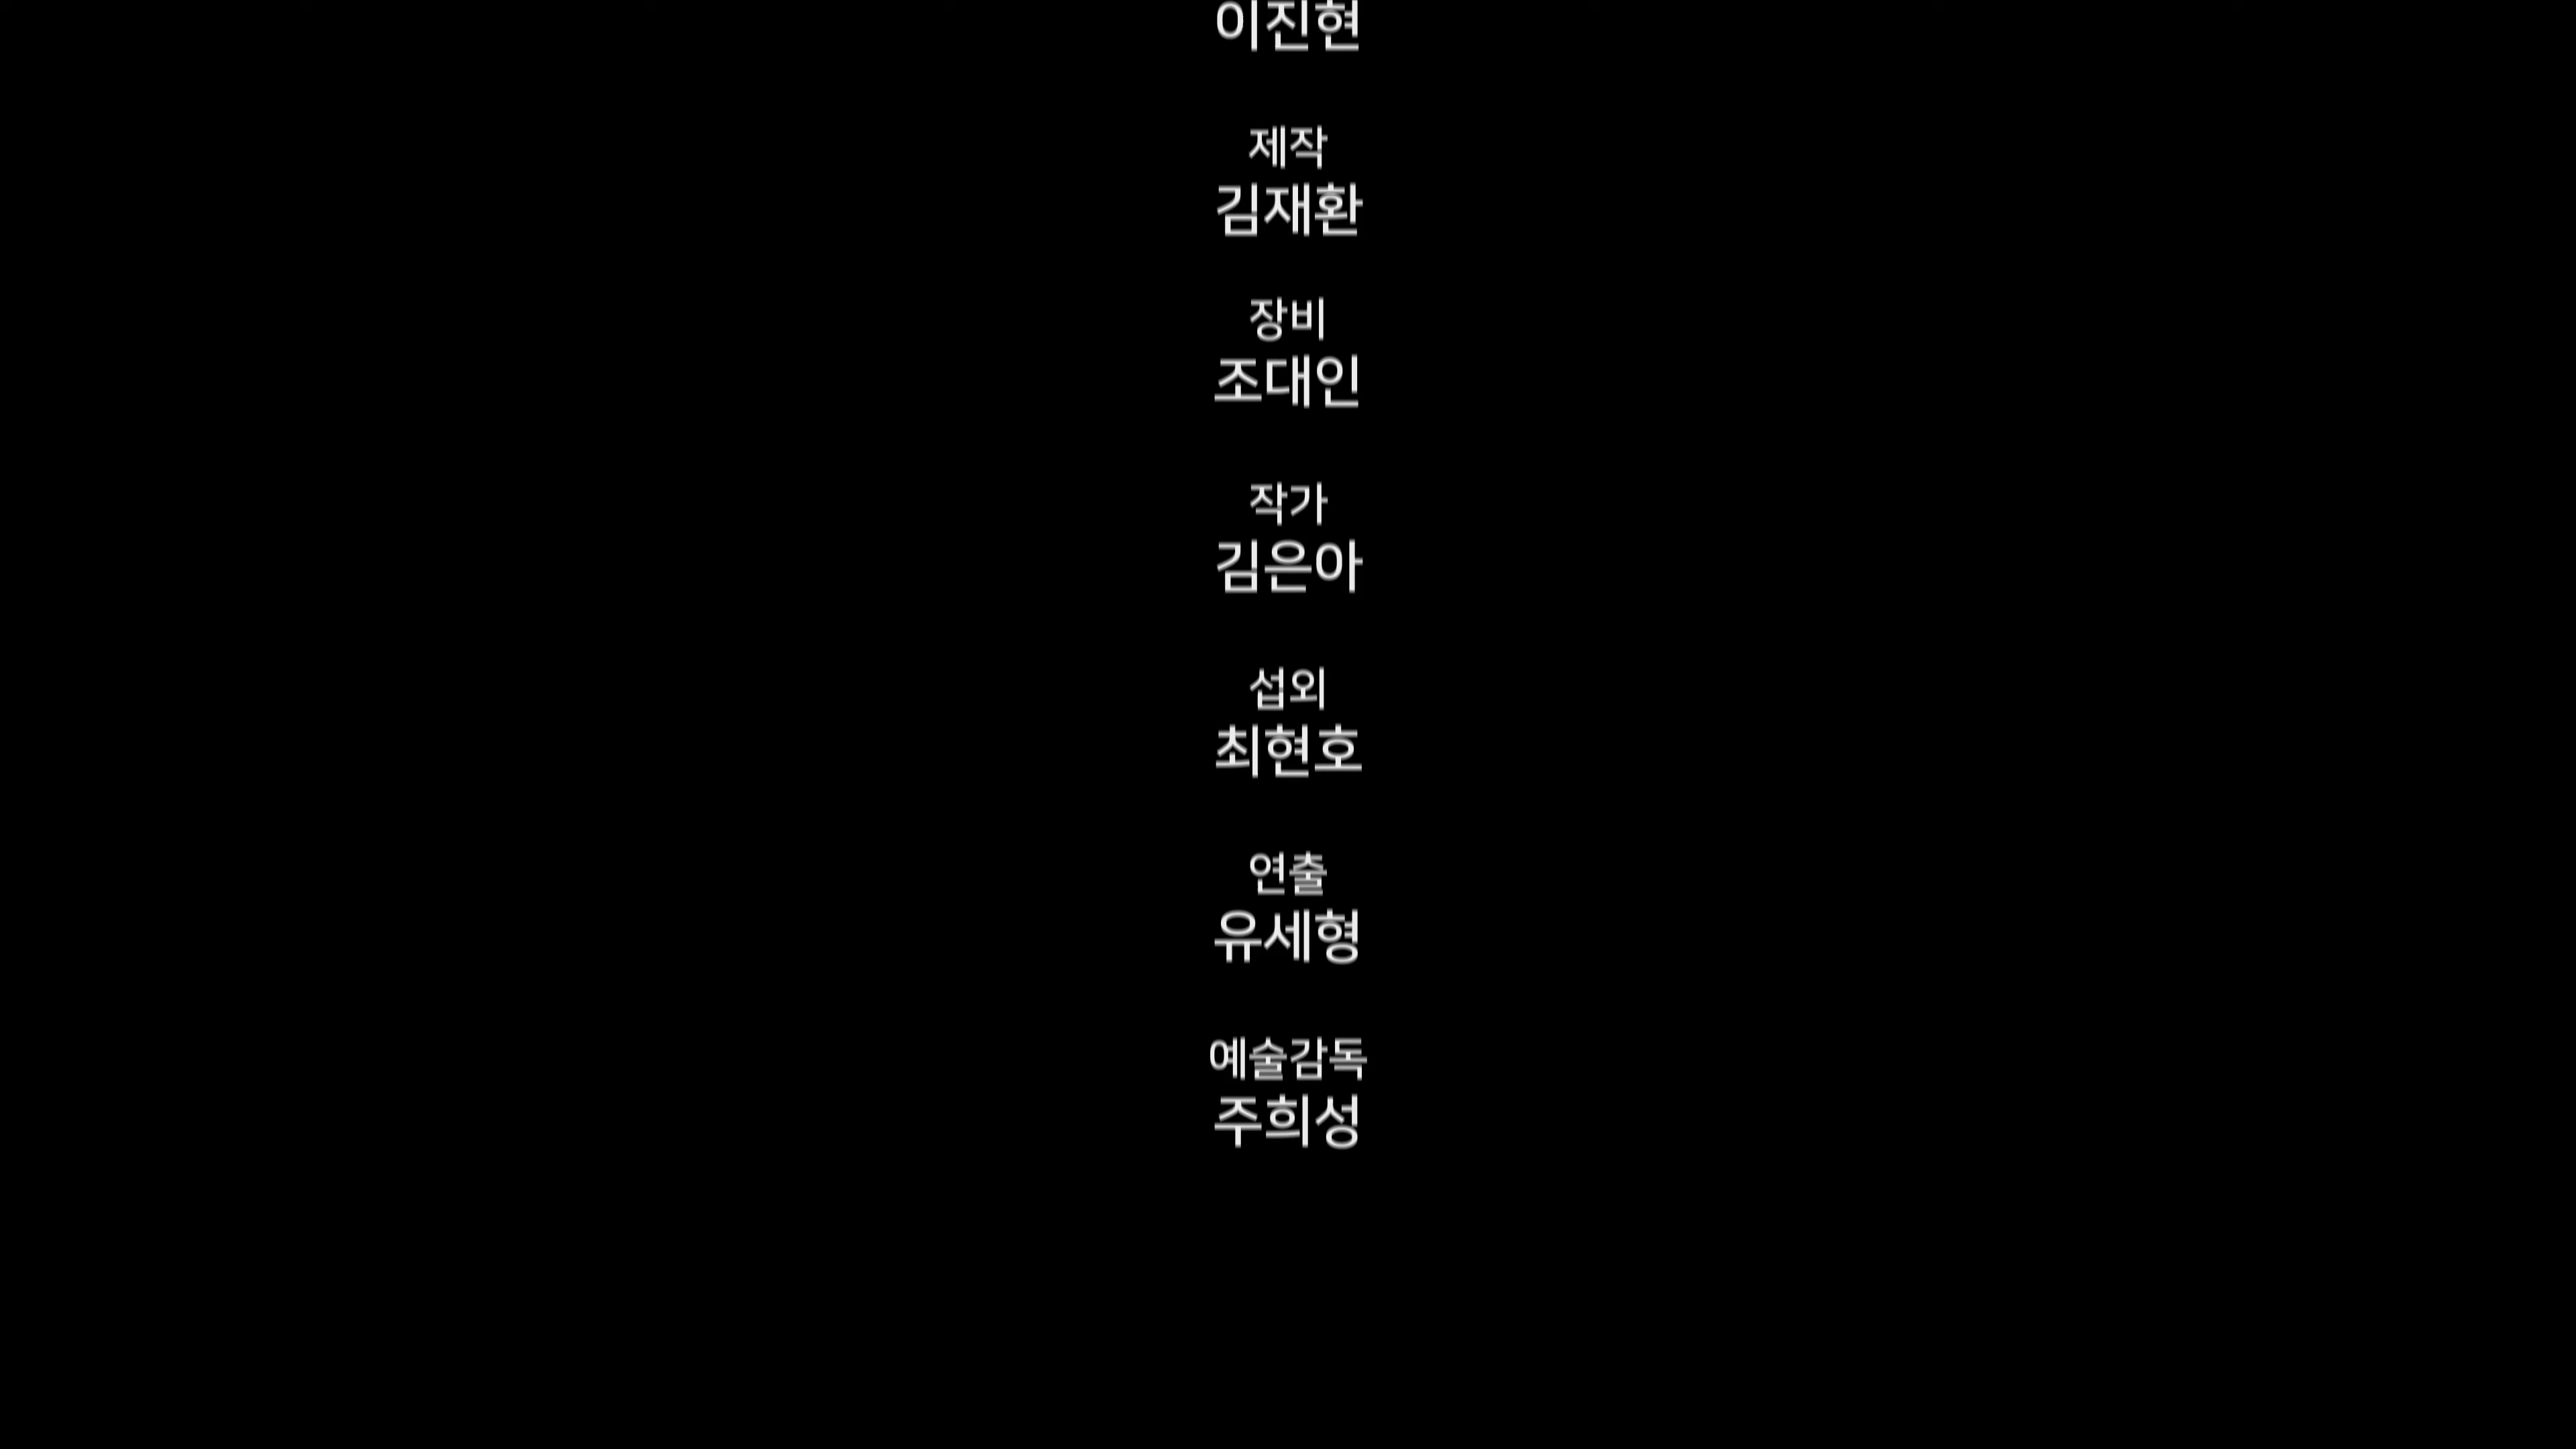 이진현
제작
김재환
장비
조대인
작가
김은아
섭외
최현호
연출
유세형
예술감독
주희성